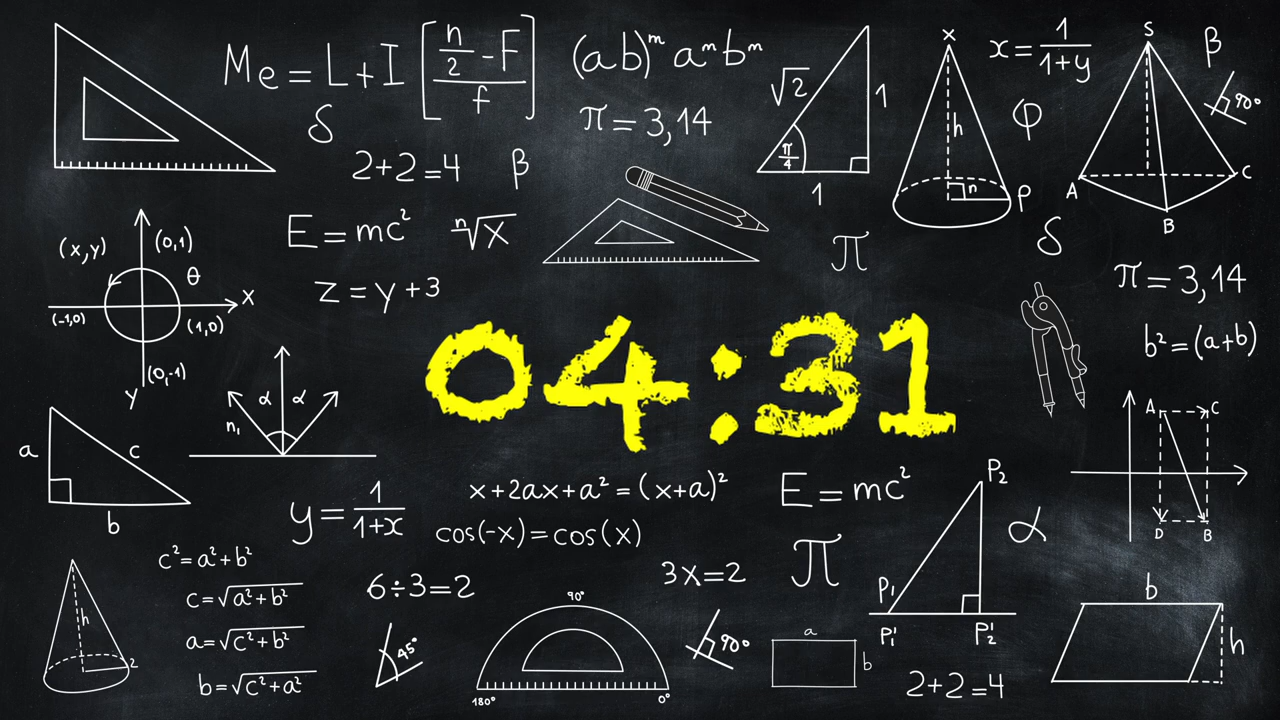 Me = L + I [n/2 - F / f]
(ab)ᵐ aᵐbᵐ
x = 1/1+y
δ
π = 3,14
2+2=4
β
√2
1
π/4
1
x
h
n
P
φ
S
A
B
C
β
90°
E = mc²
ⁿ√x
z = y + 3
π
δ
π = 3,14
b² = (a+b)
(x,y)
(0,1)
θ
x
(-1,0)
(1,0)
(0,-1)
y
04:31
α α
n₁
A C
D B
a
c
b
y = 1/1+x
x+2ax+a² = (x+a)²
cos(-x) = cos(x)
E = mc²
P₂
α
c² = a² + b²
c = √a² + b²
a = √c² + b²
b = √c² + a²
h
2
6÷3=2
45°
90°
180°
0°
3x=2
90°
π
P₁
P₁'
P₂'
a
b
2+2=4
b
h